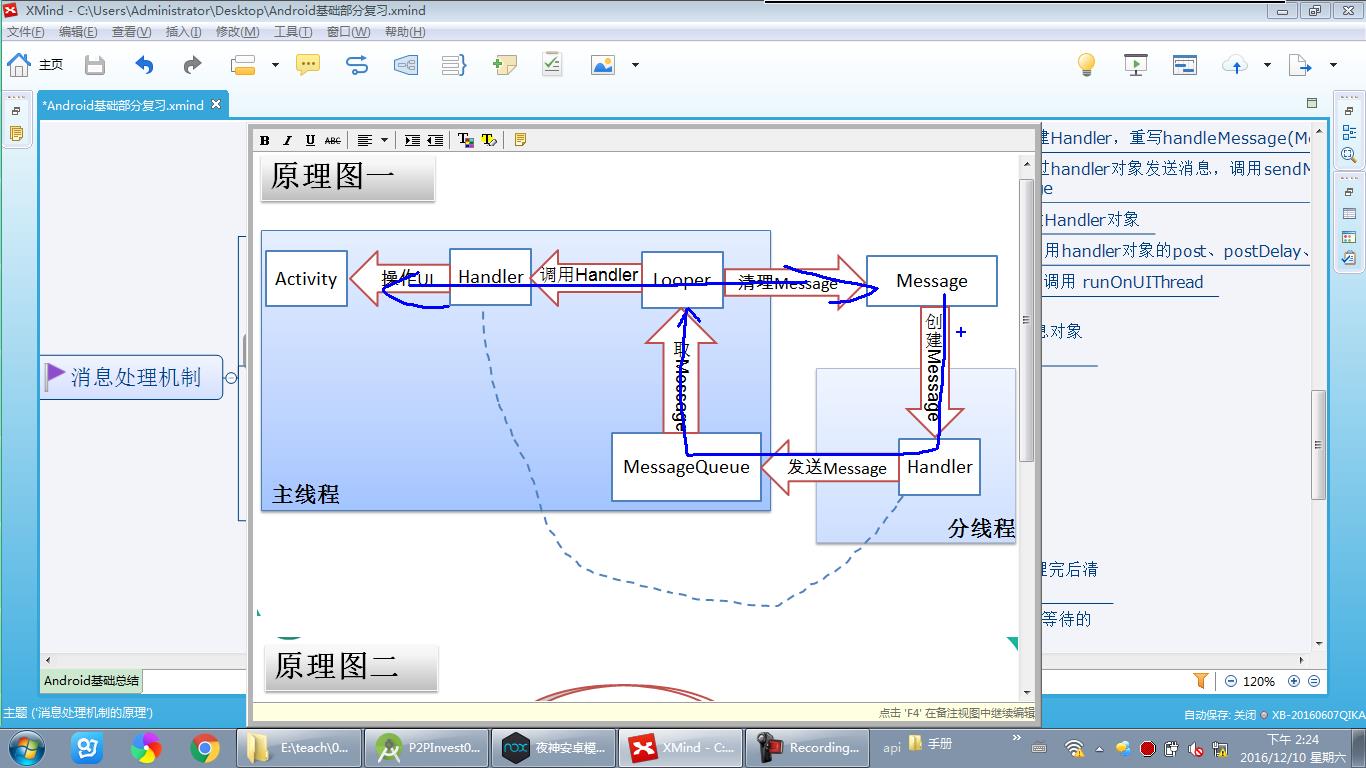 XMind - C:\Users\Administrator\Desktop\Android基础部分复习.xmind
文件(F) 编辑(E) 查看(V) 插入(I) 修改(M) 工具(T) 窗口(W) 帮助(H)
主页
*Android基础部分复习.xmind
B I U ABC
原理图一
建Handler，重写handleMessage(Me
过handler对象发送消息，调用sendM
ge
Handler对象
用handler对象的post、postDelay、
调用 runOnUIThread
息对象
Activity 操作UI Handler 调用Handler Looper 清理Message Message
取Message
创建Message
消息处理机制
MessageQueue 发送Message Handler
主线程
分线程
理完后清
等待的
原理图二
Android基础总结
120%
点击 'F4' 在备注视图中继续编辑
主题 ('消息处理机制的原理')
自动保存: 关闭 XB-20160607QIKA
E:\teach\0...
P2PInvest0...
nox 夜神安卓模...
XMind - C:...
Recording...
api
手册
下午 2:24
2016/12/10 星期六